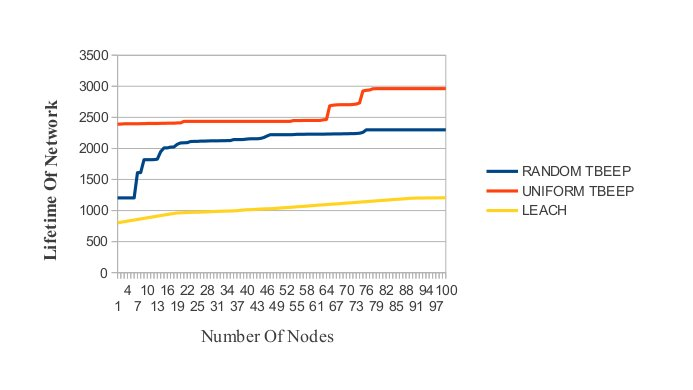 3500
3000
2500
2000
1500
1000
500
0
Lifetime Of Network
4 10 16 22 28 34 40 46 52 58 64 70 76 82 88 94 100
1 7 13 19 25 31 37 43 49 55 61 67 73 79 85 91 97
Number Of Nodes
RANDOM TBEEP
UNIFORM TBEEP
LEACH